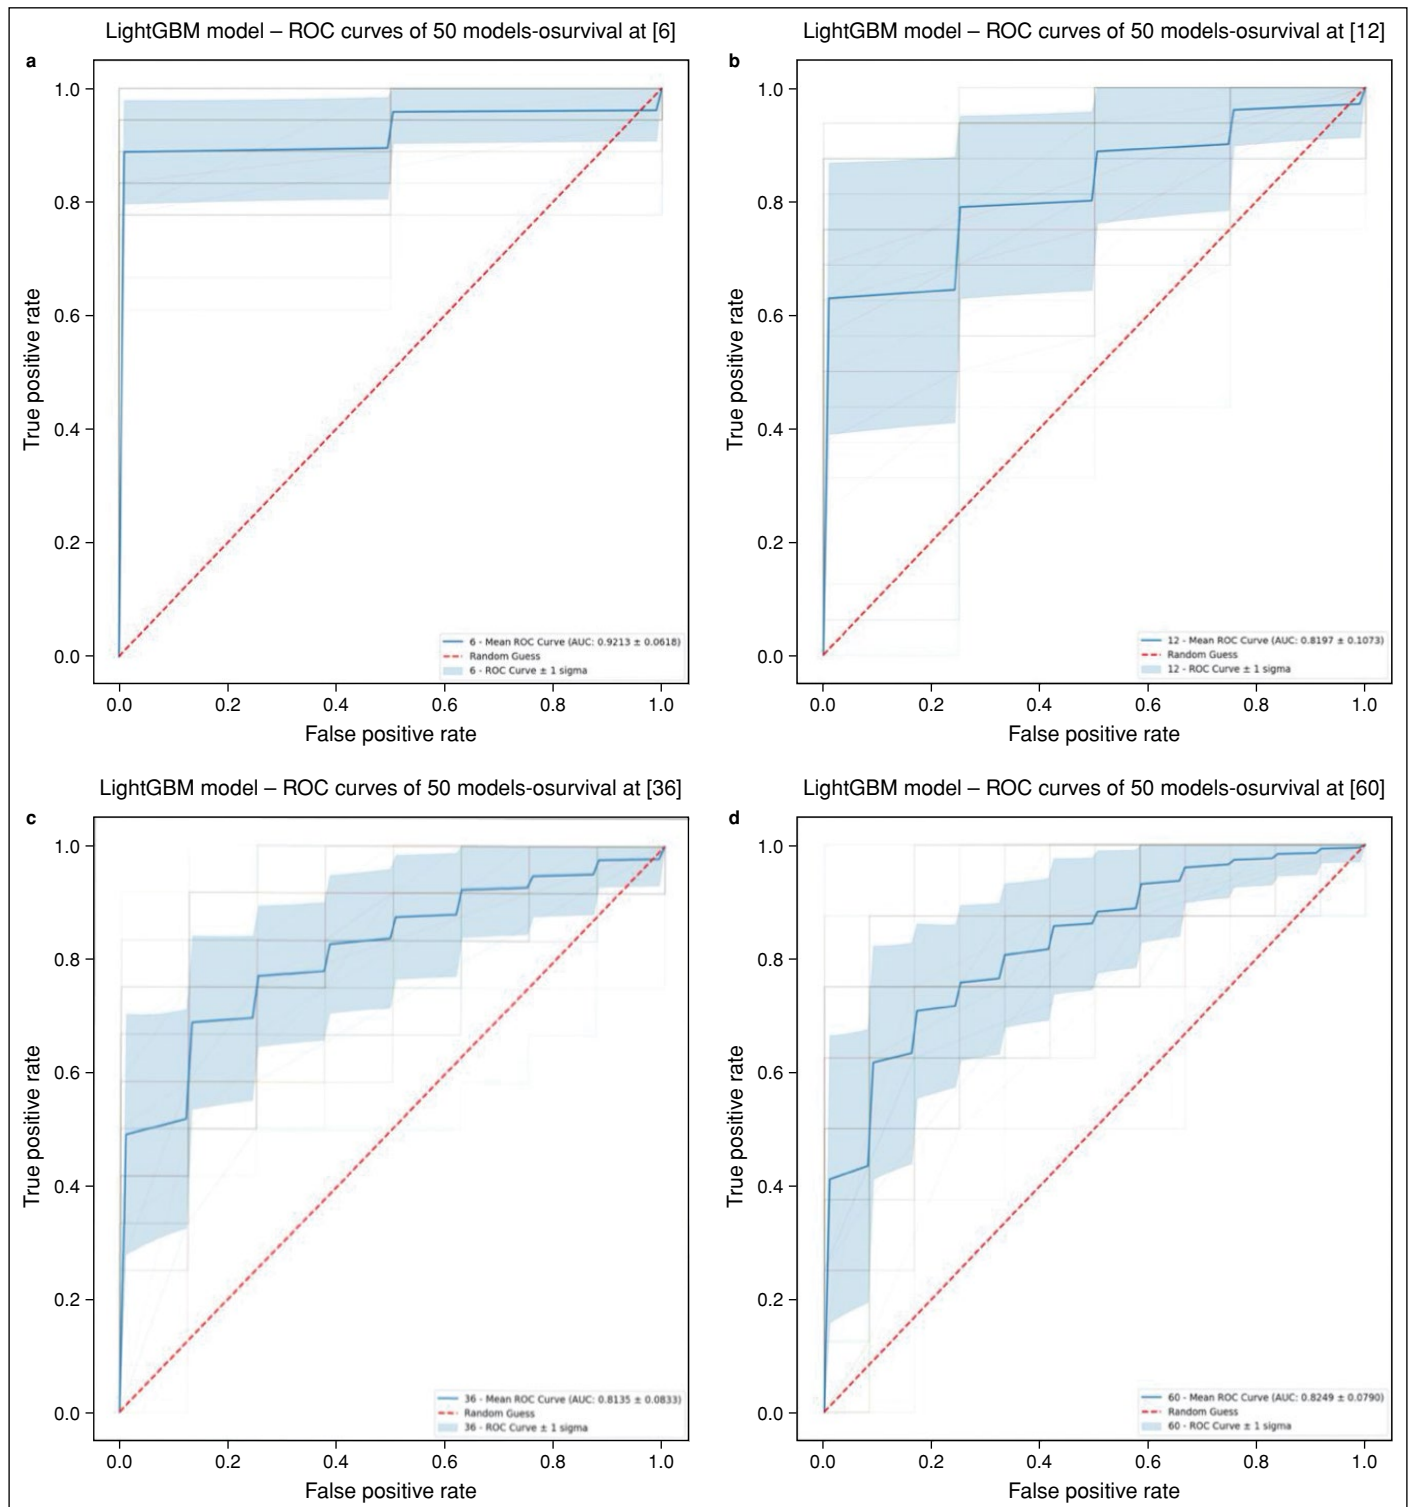 LightGBM model – ROC curves of 50 models-osurvival at [6]
a
1.0
0.8
0.6
0.4
0.2
0.0
True positive rate
6 - Mean ROC Curve (AUC: 0.9213 ± 0.0618)
Random Guess
6 - ROC Curve ± 1 sigma
0.0 0.2 0.4 0.6 0.8 1.0
False positive rate
LightGBM model – ROC curves of 50 models-osurvival at [12]
b
1.0
0.8
0.6
0.4
0.2
0.0
True positive rate
12 - Mean ROC Curve (AUC: 0.8197 ± 0.1073)
Random Guess
12 - ROC Curve ± 1 sigma
0.0 0.2 0.4 0.6 0.8 1.0
False positive rate
LightGBM model – ROC curves of 50 models-osurvival at [36]
c
1.0
0.8
0.6
0.4
0.2
0.0
True positive rate
36 - Mean ROC Curve (AUC: 0.8135 ± 0.0833)
Random Guess
36 - ROC Curve ± 1 sigma
0.0 0.2 0.4 0.6 0.8 1.0
False positive rate
LightGBM model – ROC curves of 50 models-osurvival at [60]
d
1.0
0.8
0.6
0.4
0.2
0.0
True positive rate
60 - Mean ROC Curve (AUC: 0.8249 ± 0.0790)
Random Guess
60 - ROC Curve ± 1 sigma
0.0 0.2 0.4 0.6 0.8 1.0
False positive rate